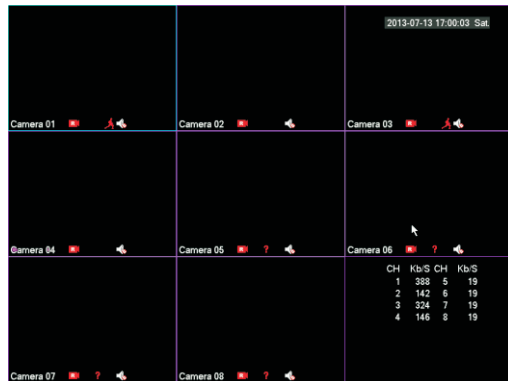 2013-07-13 17:00:03 Sat.
Camera 01
Camera 02
Camera 03
Camera 04
Camera 05 ?
Camera 06 ?
CH Kb/S CH Kb/S
1 388 5 19
2 142 6 19
3 324 7 19
4 146 8 19
Camera 07 ?
Camera 08 ?